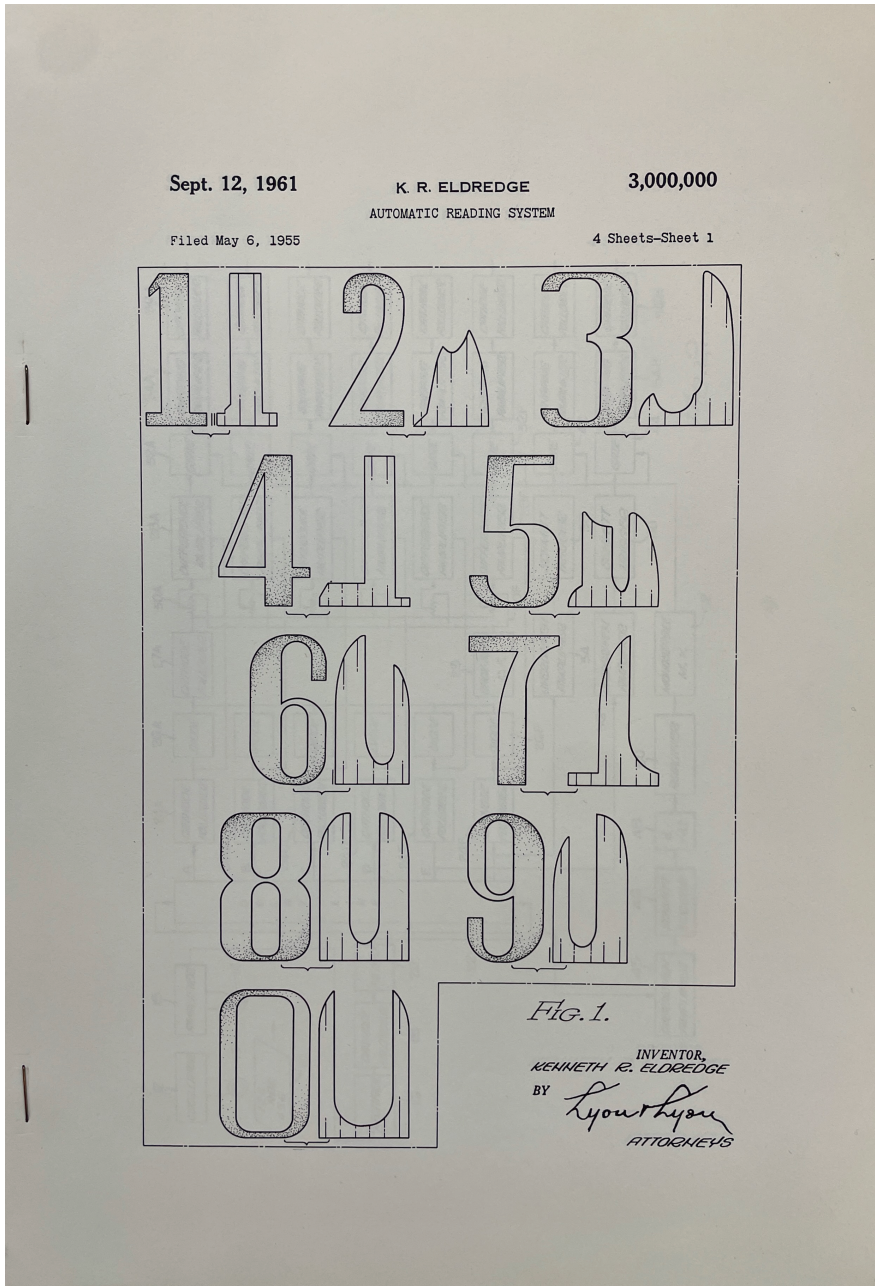 Sept. 12, 1961 K. R. ELDREDGE 3,000,000
AUTOMATIC READING SYSTEM
Filed May 6, 1955 4 Sheets-Sheet 1
1 2 3
4 5
6 7
8 9
0
FIG. 1.
INVENTOR,
KENNETH R. ELDREDGE
BY Lyon & Lyon
ATTORNEYS